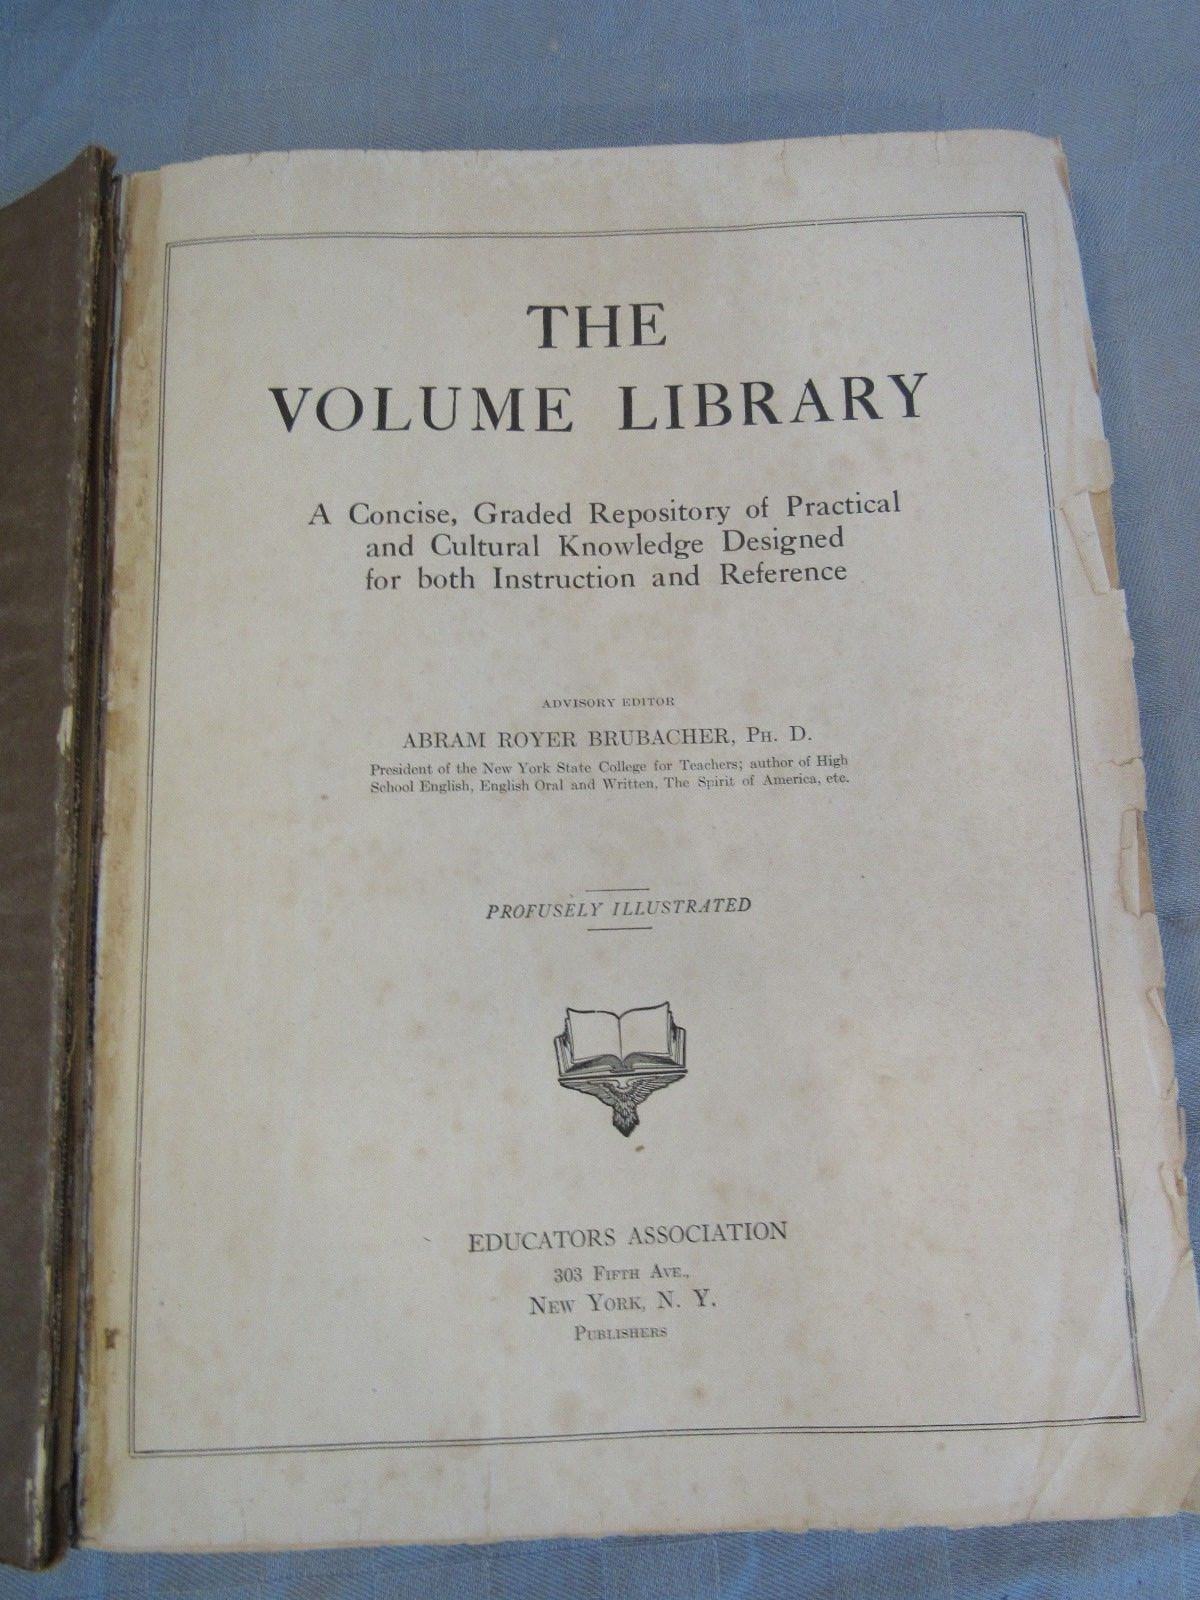 THE
VOLUME LIBRARY
A Concise, Graded Repository of Practical
and Cultural Knowledge Designed
for both Instruction and Reference
ADVISORY EDITOR
ABRAM ROYER BRUBACHER, PH. D.
President of the New York State College for Teachers; author of High
School English, English Oral and Written, The Spirit of America, etc.
PROFUSELY ILLUSTRATED
EDUCATORS ASSOCIATION
303 FIFTH AVE.,
NEW YORK, N. Y.
PUBLISHERS